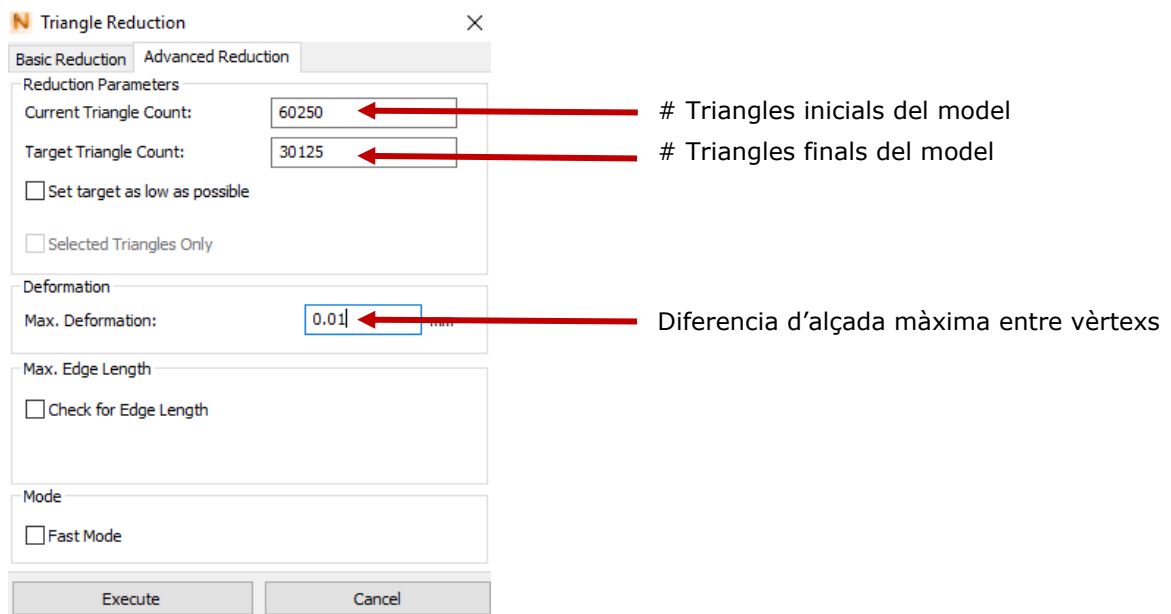 N Triangle Reduction
Basic Reduction Advanced Reduction
Reduction Parameters
Current Triangle Count: 60250 # Triangles inicials del model
Target Triangle Count: 30125 # Triangles finals del model
Set target as low as possible
Selected Triangles Only
Deformation
Max. Deformation: 0.01 mm Diferencia d’alçada màxima entre vèrtexs
Max. Edge Length
Check for Edge Length
Mode
Fast Mode
Execute Cancel